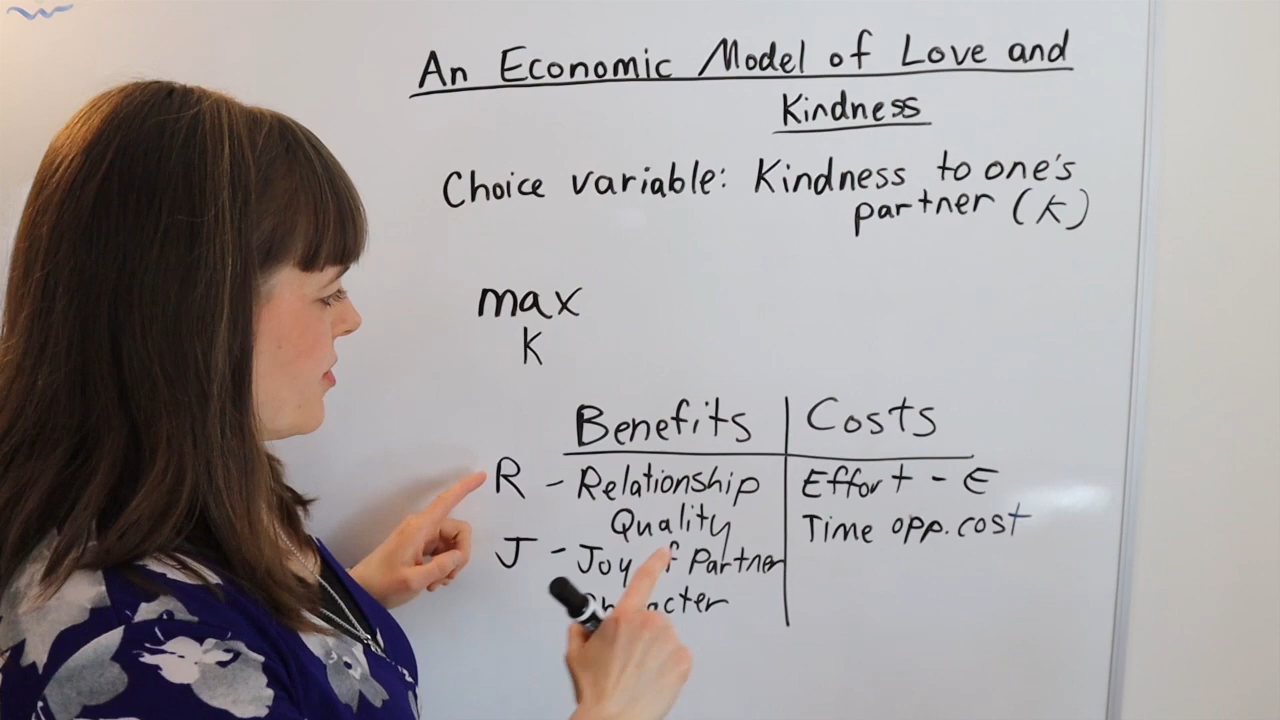 An Economic Model of Love and
Kindness
Choice variable: Kindness to one's
partner (K)
max
K
Benefits Costs
R - Relationship Effort - E
Quality Time opp. cost
J - Joy of Partner